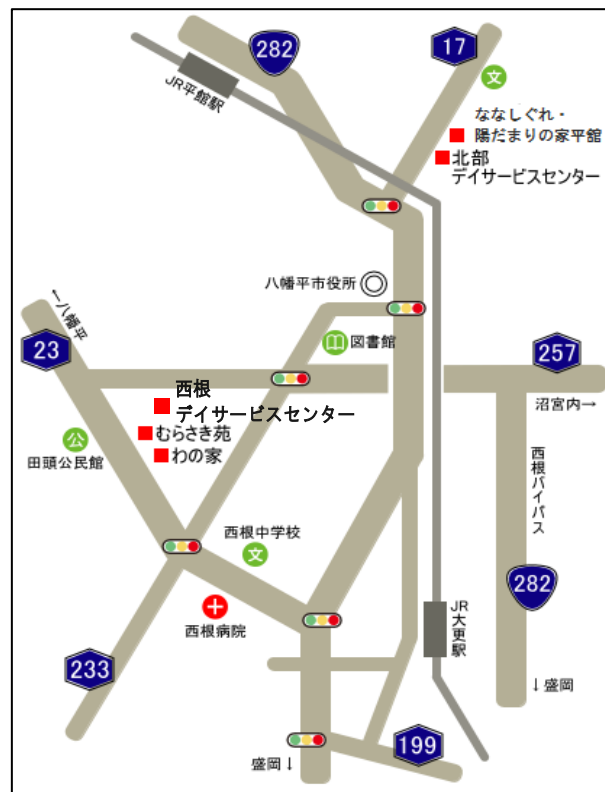 282
17
JR平館駅
文
ななしぐれ・
陽だまりの家平館
北部
デイサービスセンター
八幡平市役所
←八幡平
23
図書館
257
沼宮内→
西根
デイサービスセンター
公
むらさき苑
田頭公民館
わの家
西根バイパス
西根中学校
文
282
西根病院
JR大更駅
233
↓盛岡
199
盛岡↓